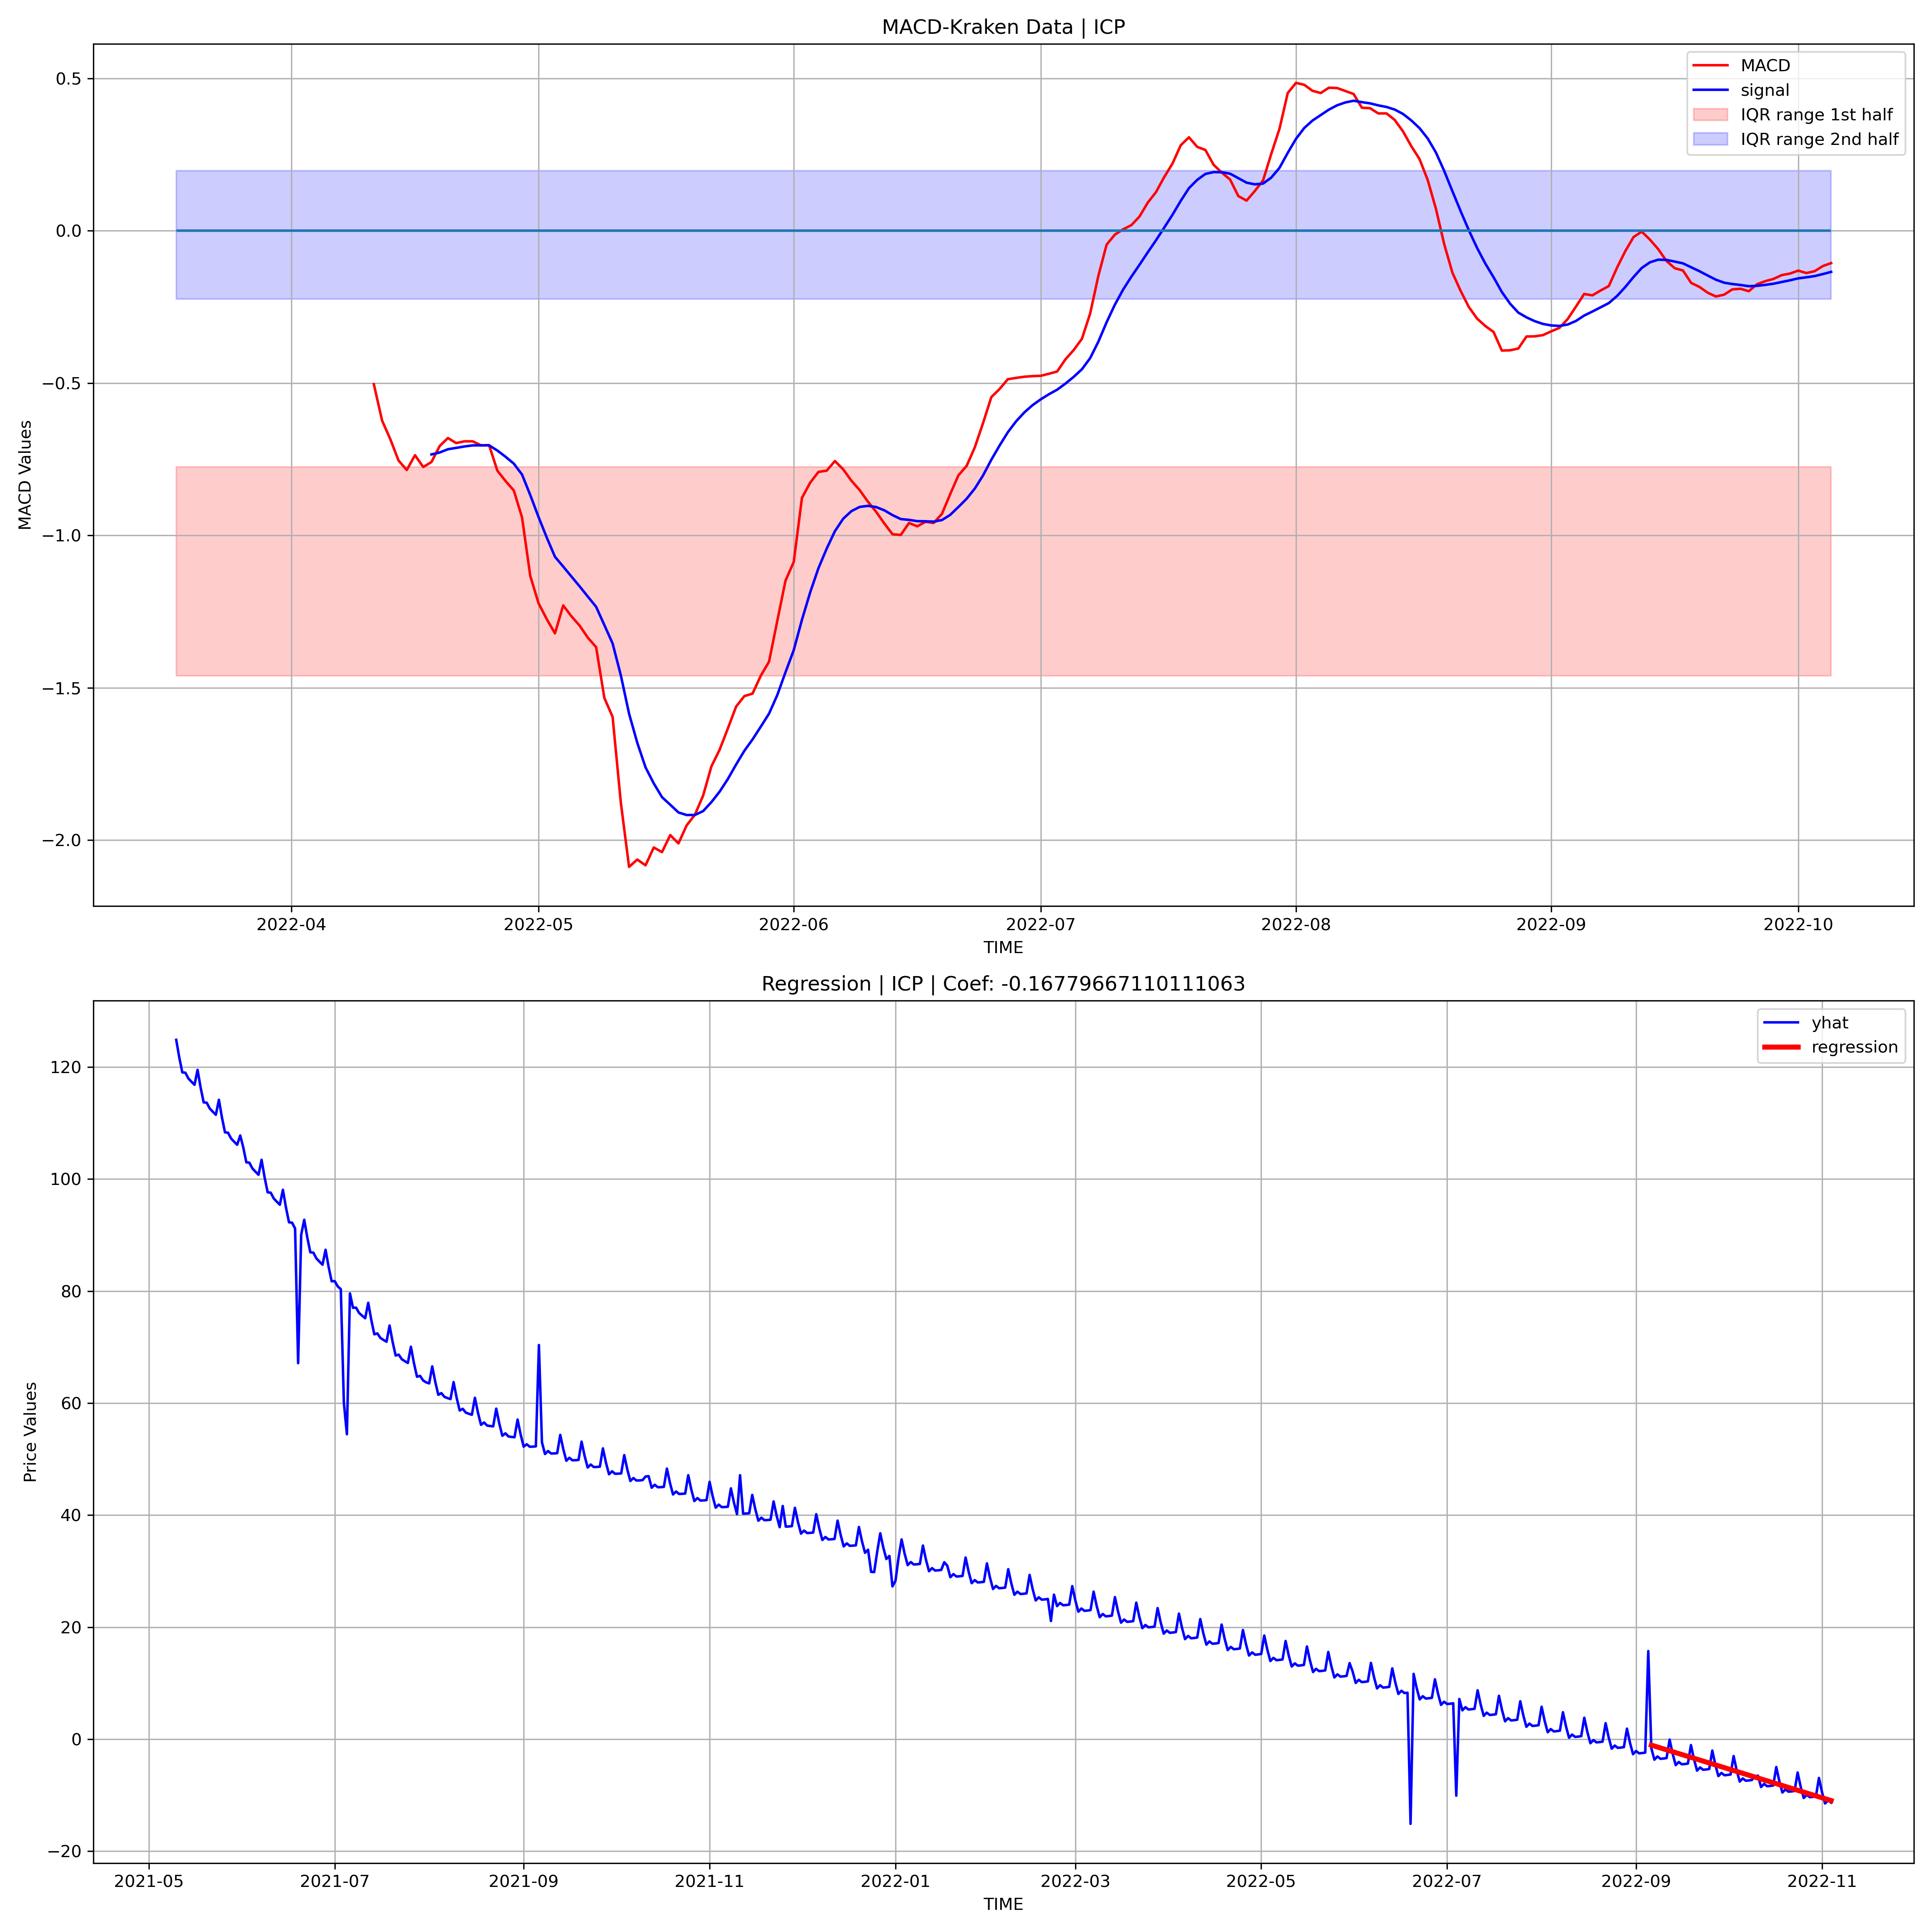 MACD-Kraken Data | ICP
MACD
signal
IQR range 1st half
IQR range 2nd half
0.5
0.0
−0.5
−1.0
−1.5
−2.0
MACD Values
2022-04 2022-05 2022-06 2022-07 2022-08 2022-09 2022-10
TIME
Regression | ICP | Coef: -0.16779667110111063
yhat
regression
120
100
80
60
40
20
0
−20
Price Values
2021-05 2021-07 2021-09 2021-11 2022-01 2022-03 2022-05 2022-07 2022-09 2022-11
TIME